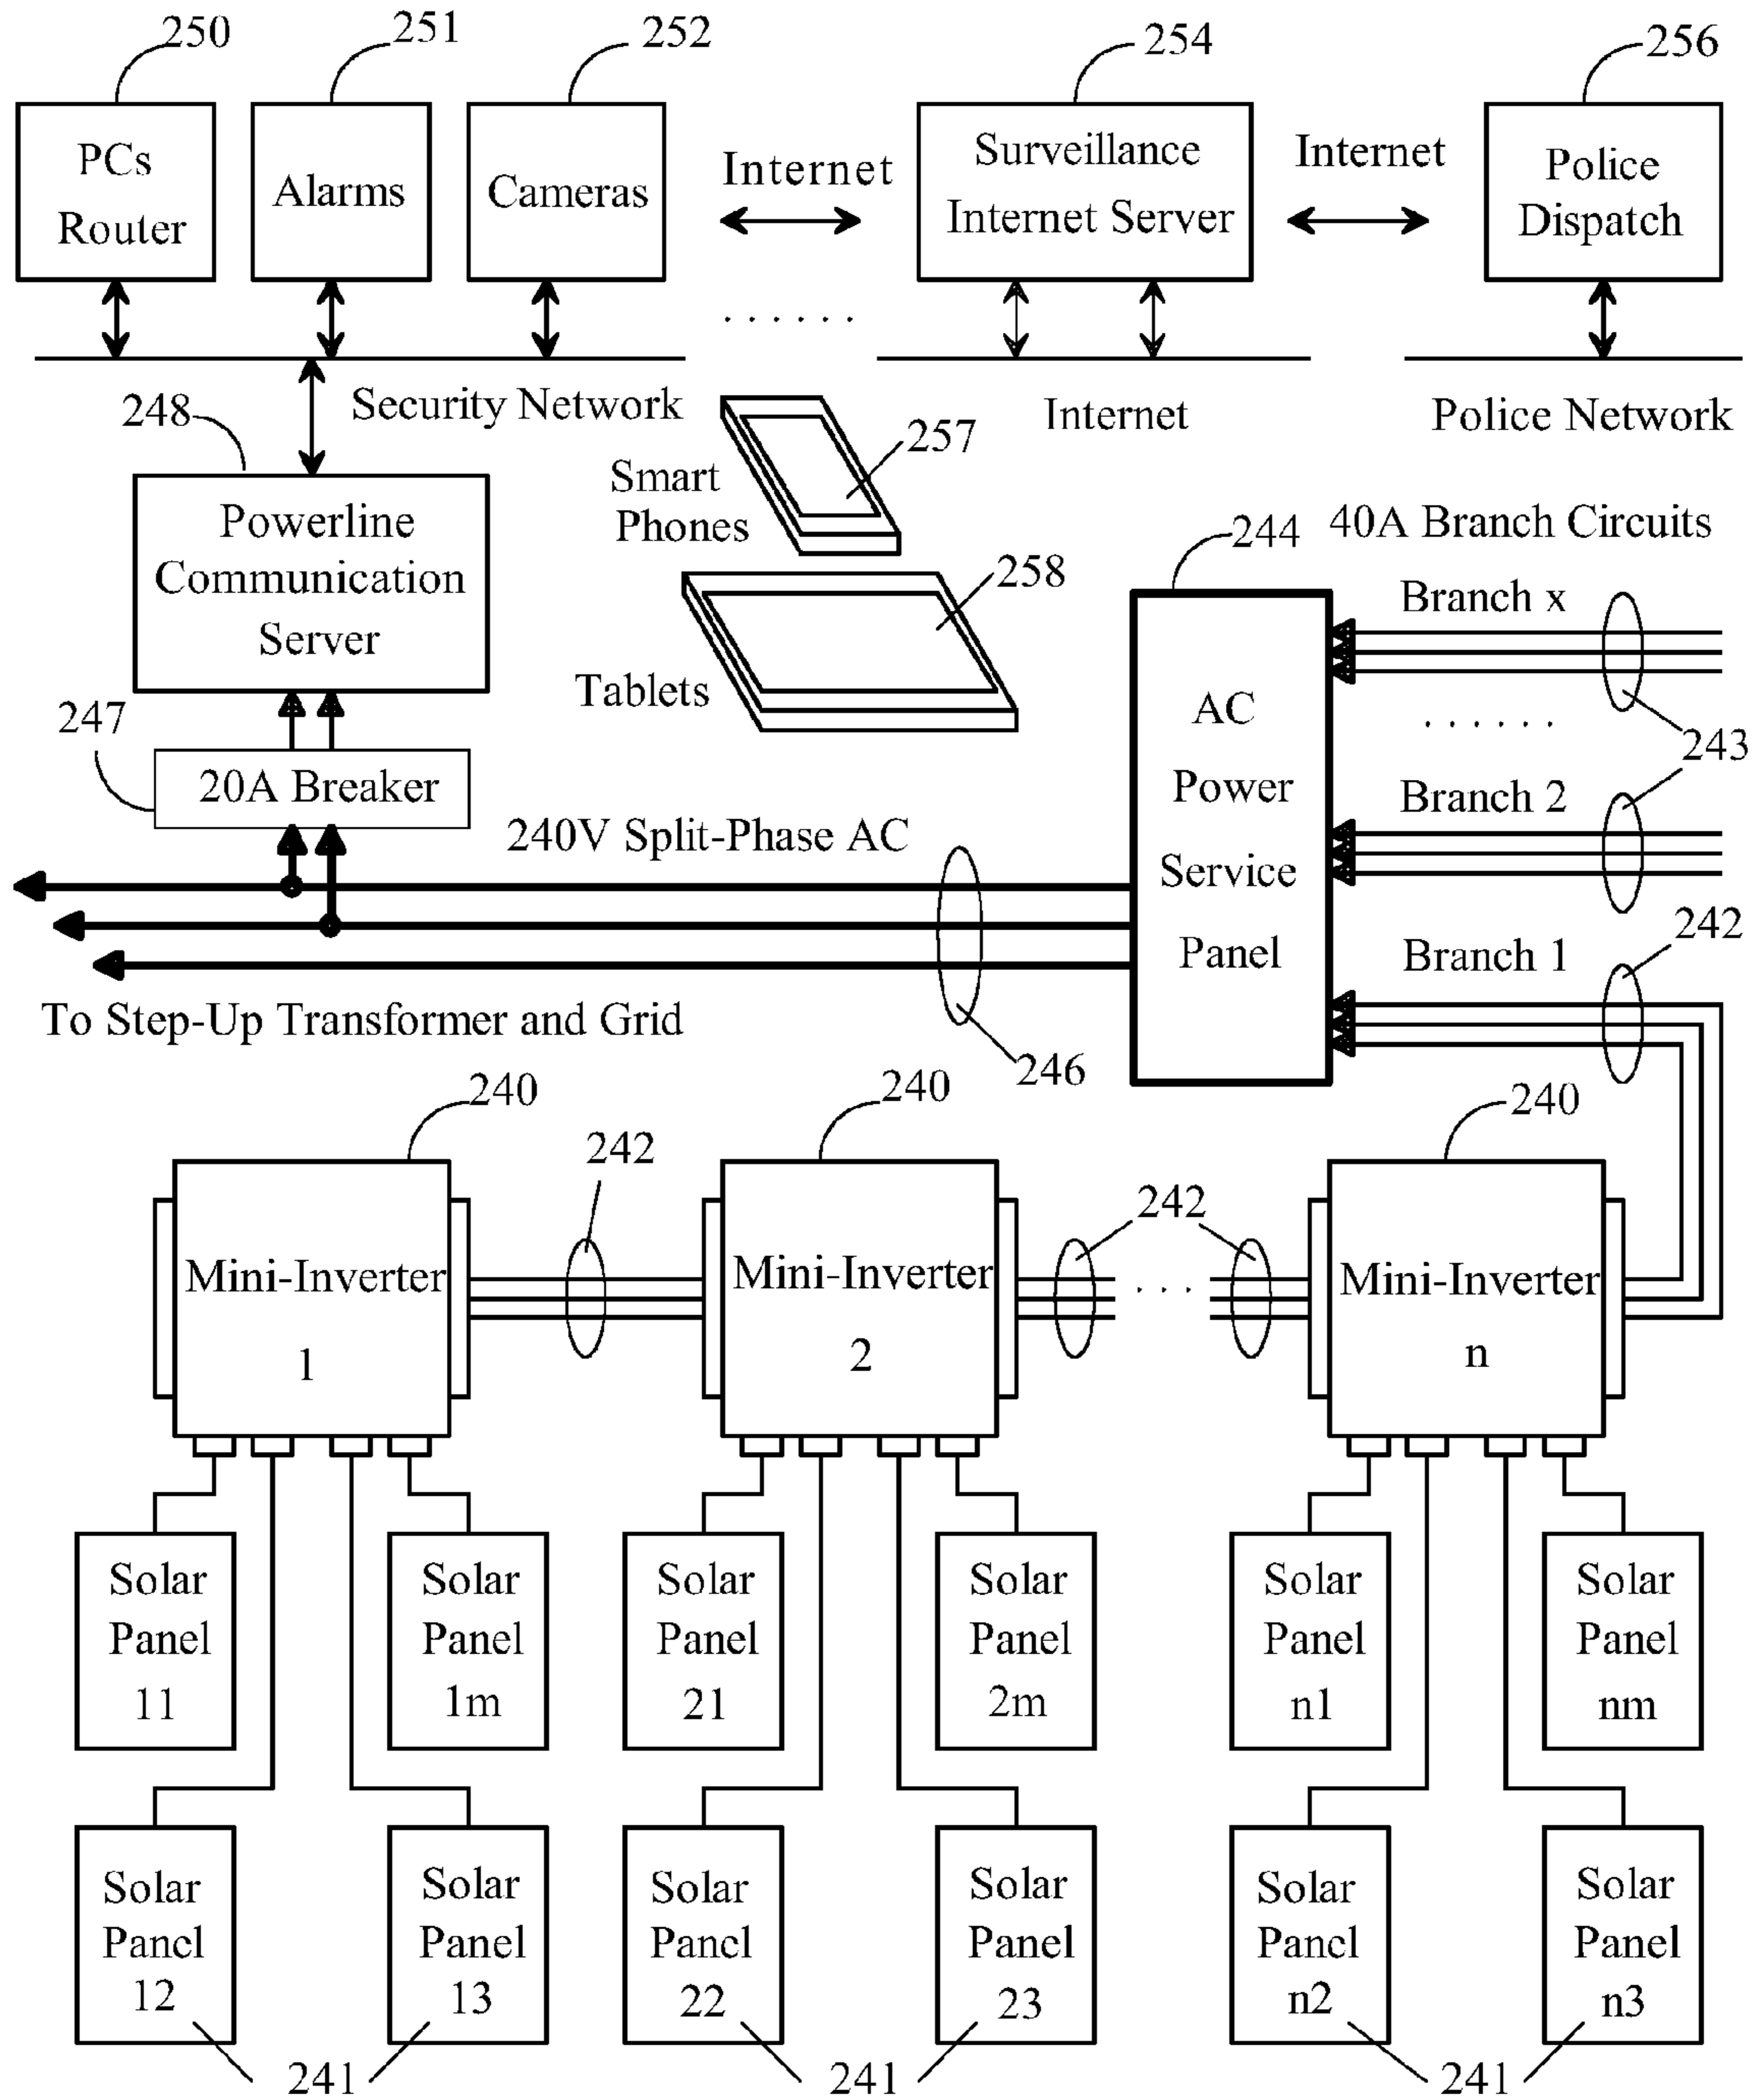 250
251
252
254
256
PCs
Router
Alarms
Cameras
Internet
Surveillance
Internet Server
Internet
Police
Dispatch
. . . . . .
248
Security Network
Internet
Police Network
257
Smart
Phones
Powerline
Communication
Server
258
Tablets
244
40A Branch Circuits
Branch x
. . . . . .
243
Branch 2
247
20A Breaker
240V Split-Phase AC
AC
Power
Service
Panel
Branch 1
242
To Step-Up Transformer and Grid
246
240
240
240
242
242
Mini-Inverter
1
Mini-Inverter
2
. . .
Mini-Inverter
n
Solar
Panel
11
Solar
Panel
1m
Solar
Panel
21
Solar
Panel
2m
Solar
Panel
n1
Solar
Panel
nm
Solar
Panel
12
Solar
Panel
13
Solar
Panel
22
Solar
Panel
23
Solar
Panel
n2
Solar
Panel
n3
241
241
241